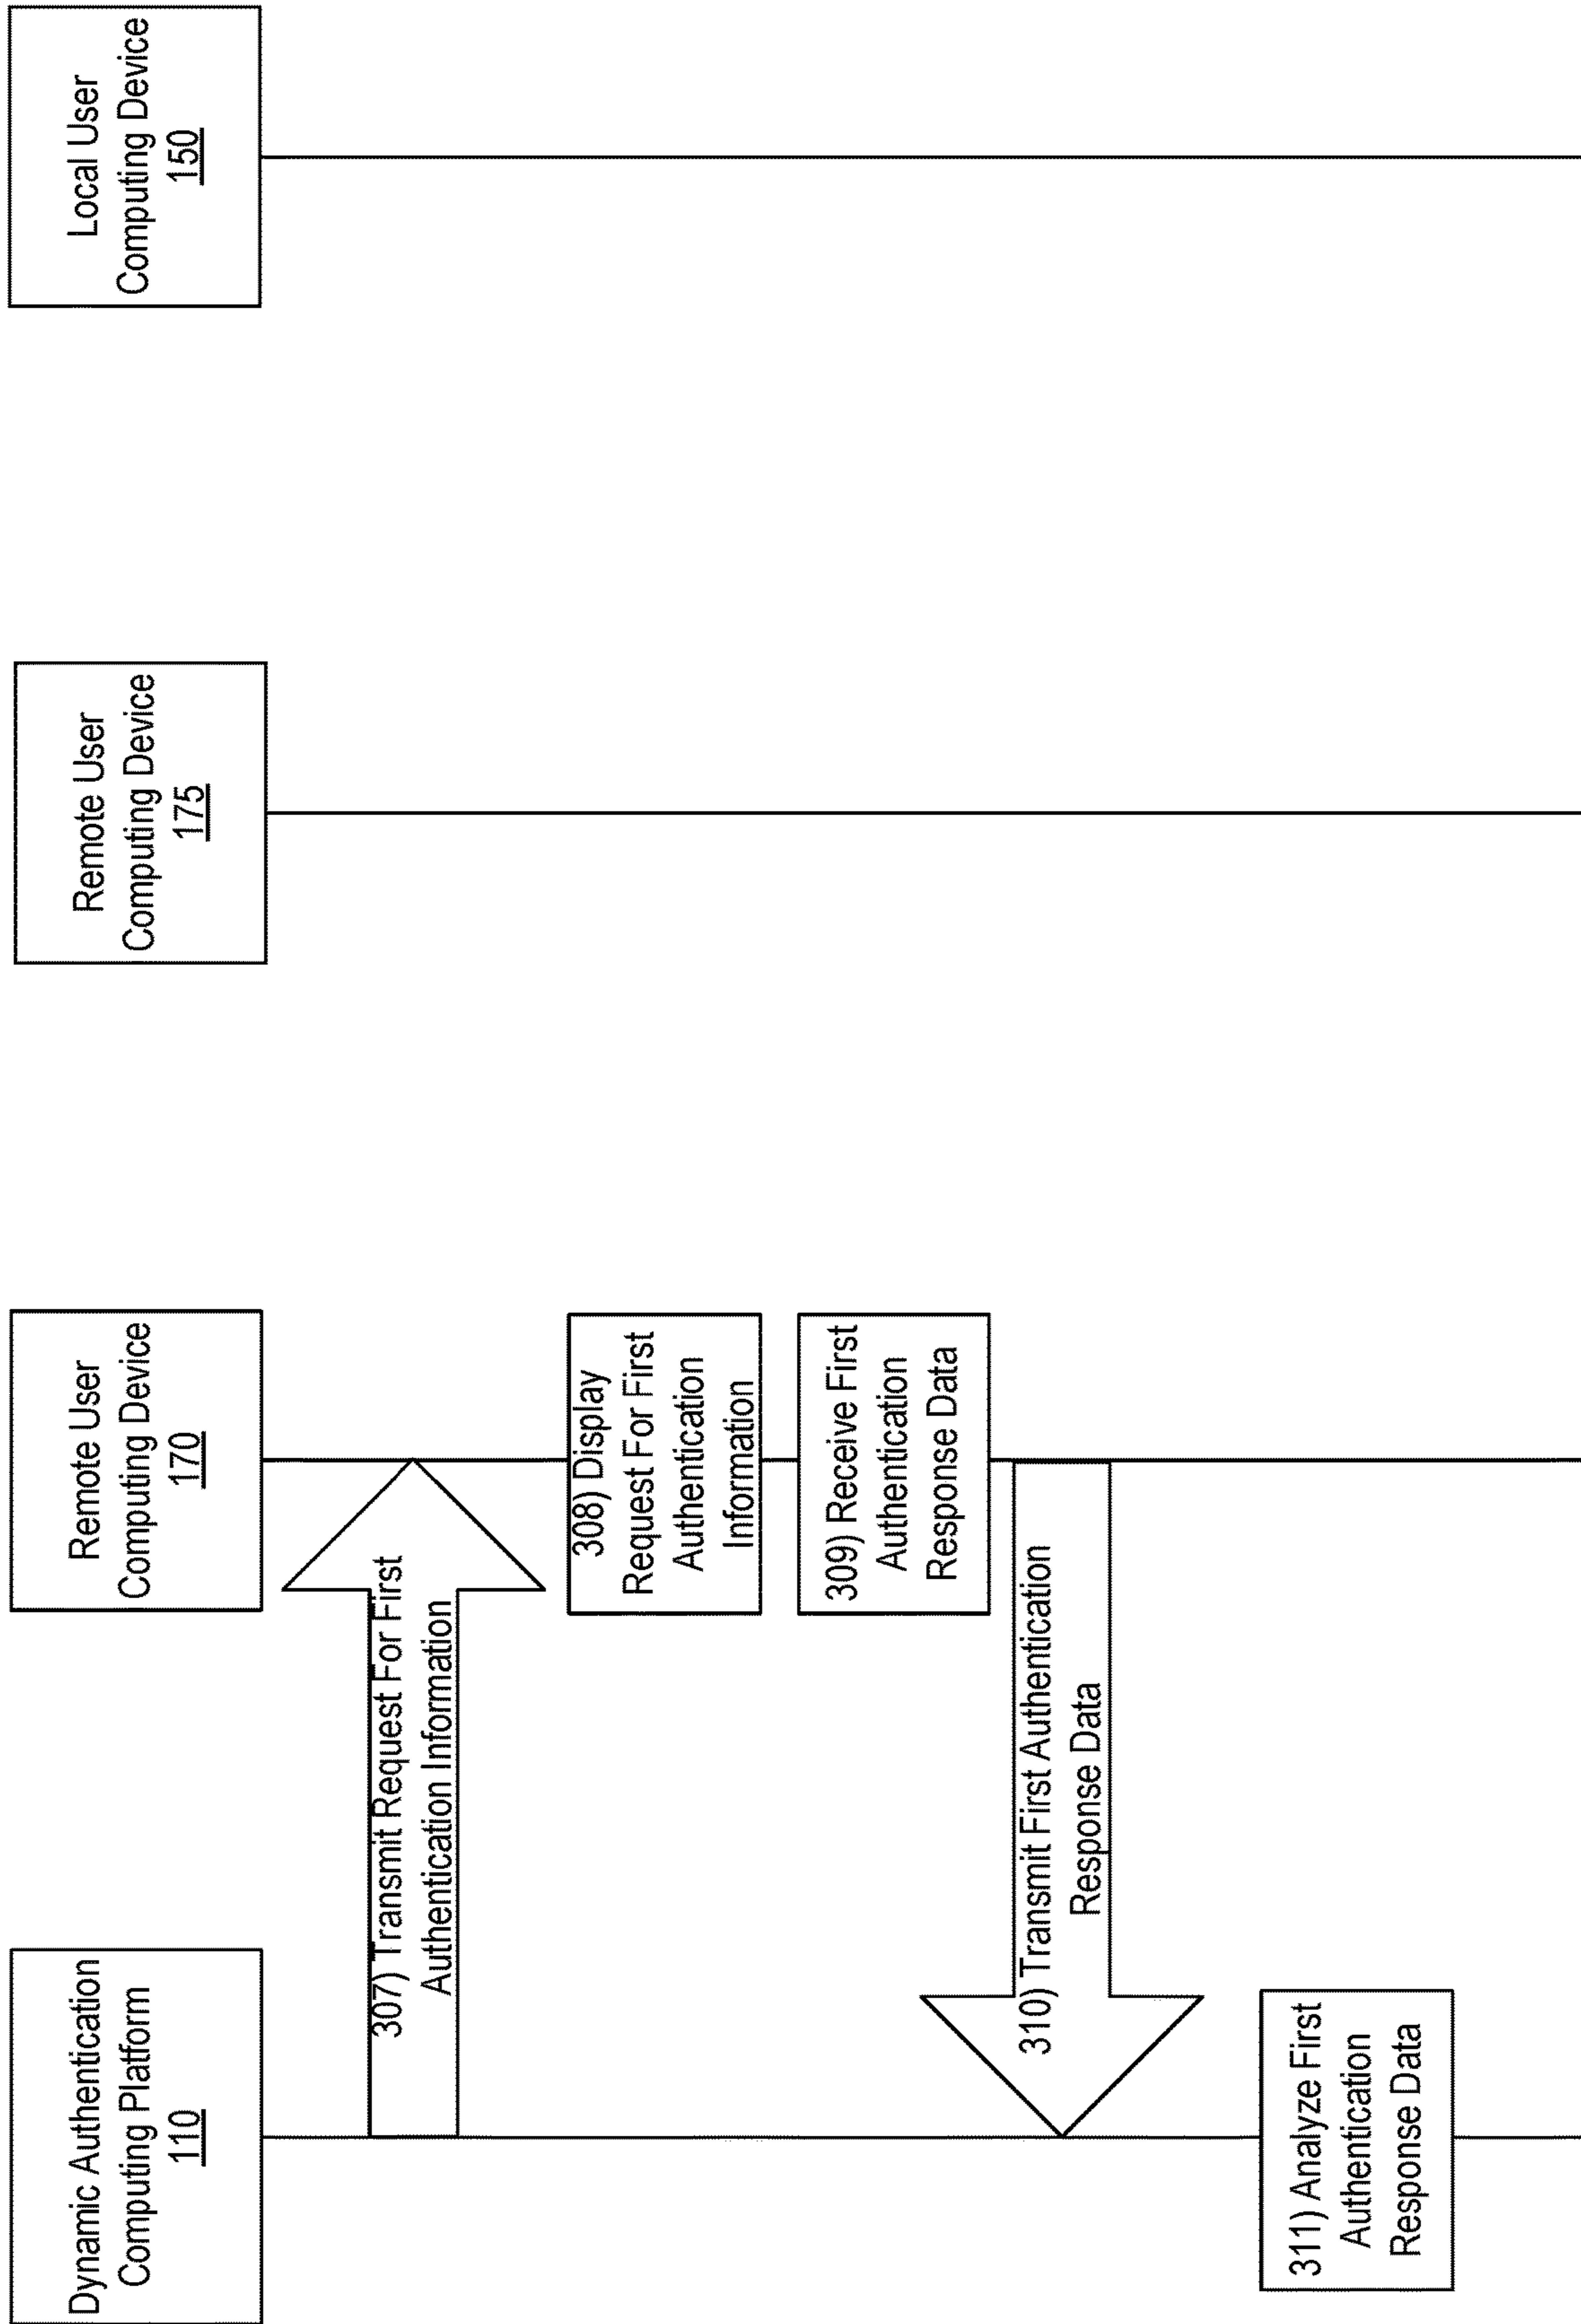 Dynamic Authentication
Computing Platform
110
Remote User
Computing Device
170
Remote User
Computing Device
175
Local User
Computing Device
150
307) Transmit Request For First
Authentication Information
308) Display
Request For First
Authentication
Information
309) Receive First
Authentication
Response Data
310) Transmit First Authentication
Response Data
311) Analyze First
Authentication
Response Data